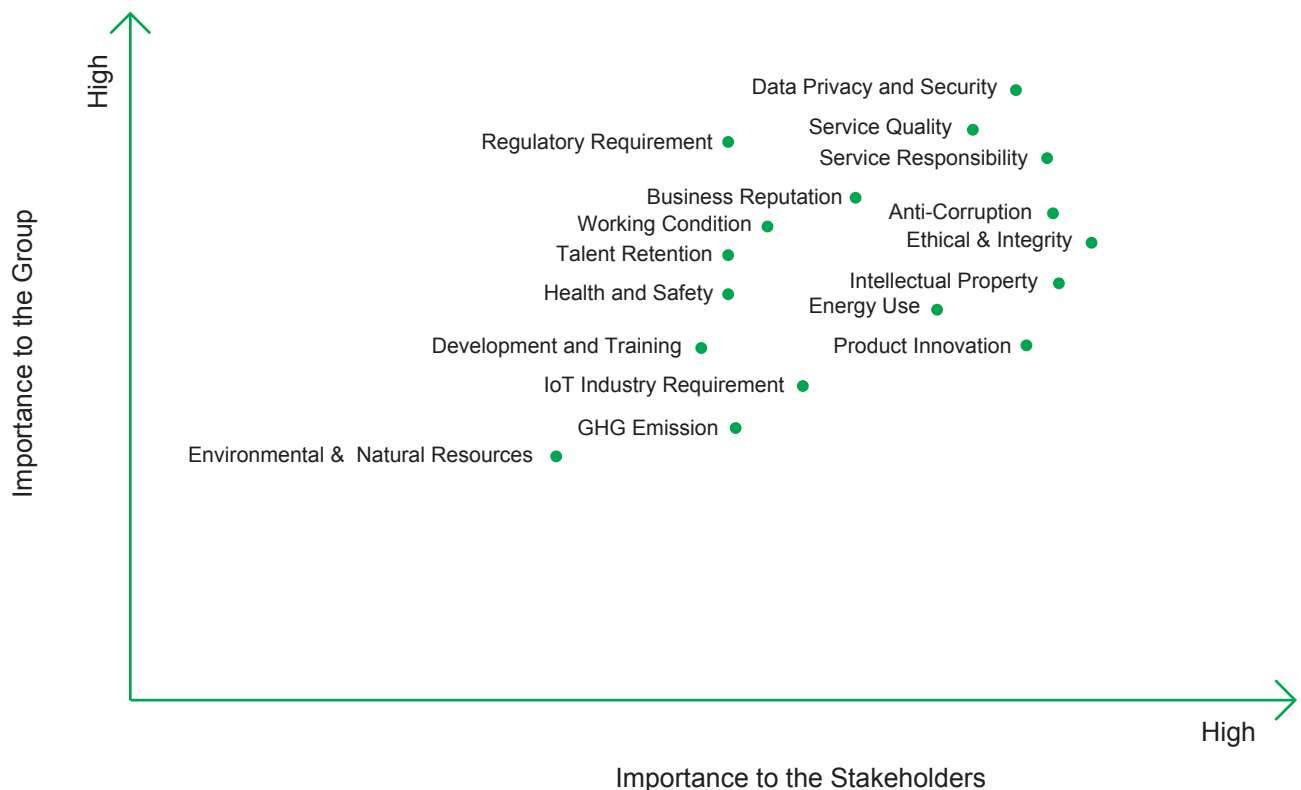 High
Data Privacy and Security
Service Quality
Regulatory Requirement
Service Responsibility
Business Reputation
Anti-Corruption
Working Condition
Ethical & Integrity
Talent Retention
Intellectual Property
Health and Safety
Energy Use
Development and Training
Product Innovation
IoT Industry Requirement
GHG Emission
Environmental &  Natural Resources
Importance to the Group
High
Importance to the Stakeholders